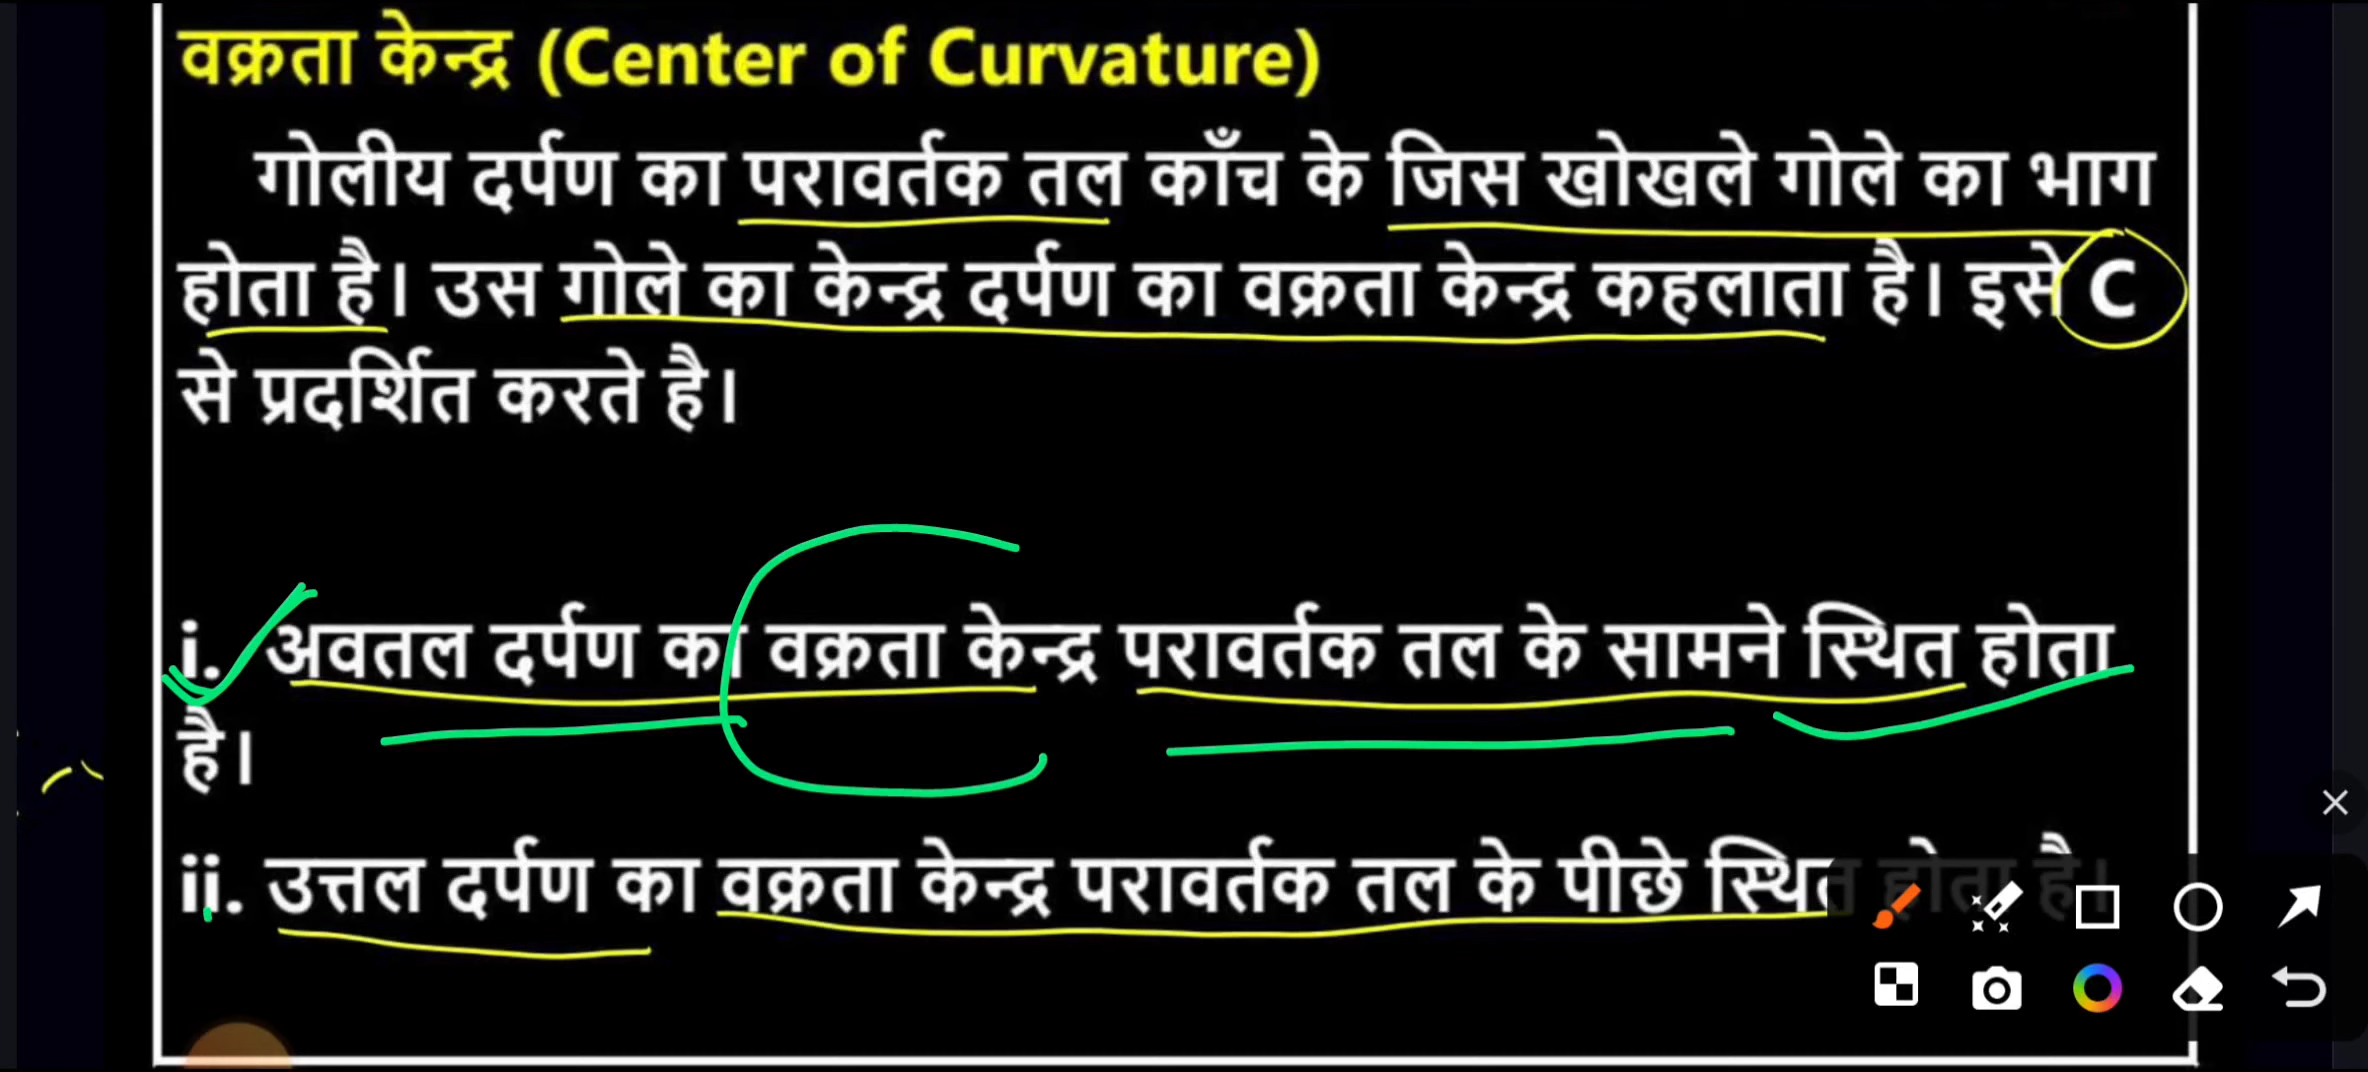 वक्रता केन्द्र (Center of Curvature)
गोलीय दर्पण का परावर्तक तल काँच के जिस खोखले गोले का भाग
होता है। उस गोले का केन्द्र दर्पण का वक्रता केन्द्र कहलाता है। इसे C
से प्रदर्शित करते है।
i. अवतल दर्पण का वक्रता केन्द्र परावर्तक तल के सामने स्थित होता
है।
ii. उत्तल दर्पण का वक्रता केन्द्र परावर्तक तल के पीछे स्थित होता है।